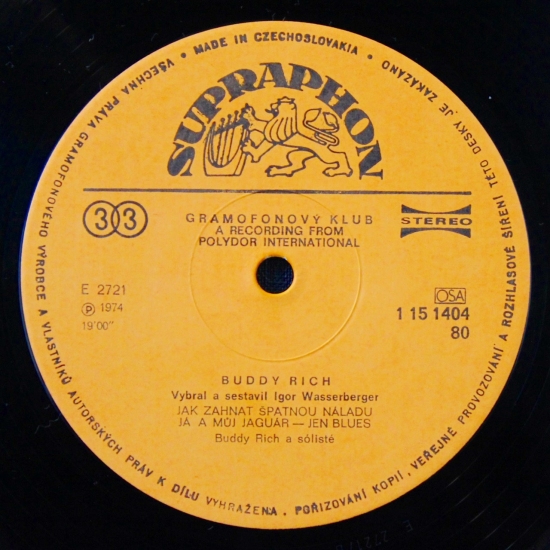 • MADE IN CZECHOSLOVAKIA •
VŠECHNA PRÁVA GRAMOFONOVÉHO VÝROBCE A VLASTNÍKŮ AUTORSKÝCH PRÁV K DÍLU VYHRAŽENA. POŘIZOVÁNÍ KOPIÍ, VEŘEJNÉ PROVOZOVÁNÍ A ROZHLASOVÉ ŠÍŘENÍ TÉTO DESKY JE ZAKÁZÁNO
SUPRAPHON
33
GRAMOFONOVÝ KLUB
A RECORDING FROM
POLYDOR INTERNATIONAL
STEREO
E 2721
Ⓟ 1974
19'00"
OSA
1 15 1404
80
BUDDY RICH
Vybral a sestavil Igor Wasserberger
JAK ZAHNAT ŠPATNOU NÁLADU
JÁ A MŮJ JAGUÁR — JEN BLUES
Buddy Rich a sólisté